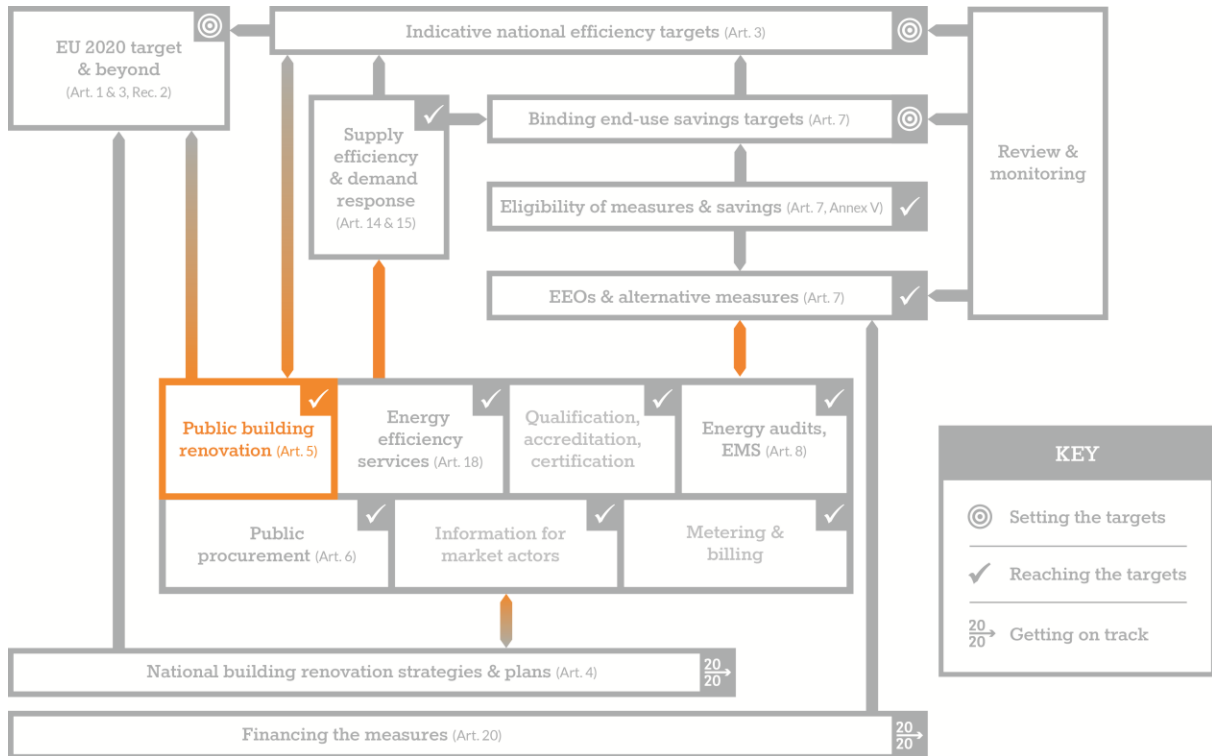 EU 2020 target
& beyond
(Art. 1 & 3, Rec. 2)
Indicative national efficiency targets (Art. 3)
Supply
efficiency
& demand
response
(Art. 14 & 15)
Binding end-use savings targets (Art. 7)
Eligibility of measures & savings (Art. 7, Annex V)
EEOs & alternative measures (Art. 7)
Review &
monitoring
Public building
renovation (Art. 5)
Energy
efficiency
services (Art. 18)
Qualification,
accreditation,
certification
Energy audits,
EMS (Art. 8)
Public
procurement (Art. 6)
Information for
market actors
Metering &
billing
National building renovation strategies & plans (Art. 4)
20
20
Financing the measures (Art. 20)
20
20
KEY
Setting the targets
Reaching the targets
20
20
Getting on track